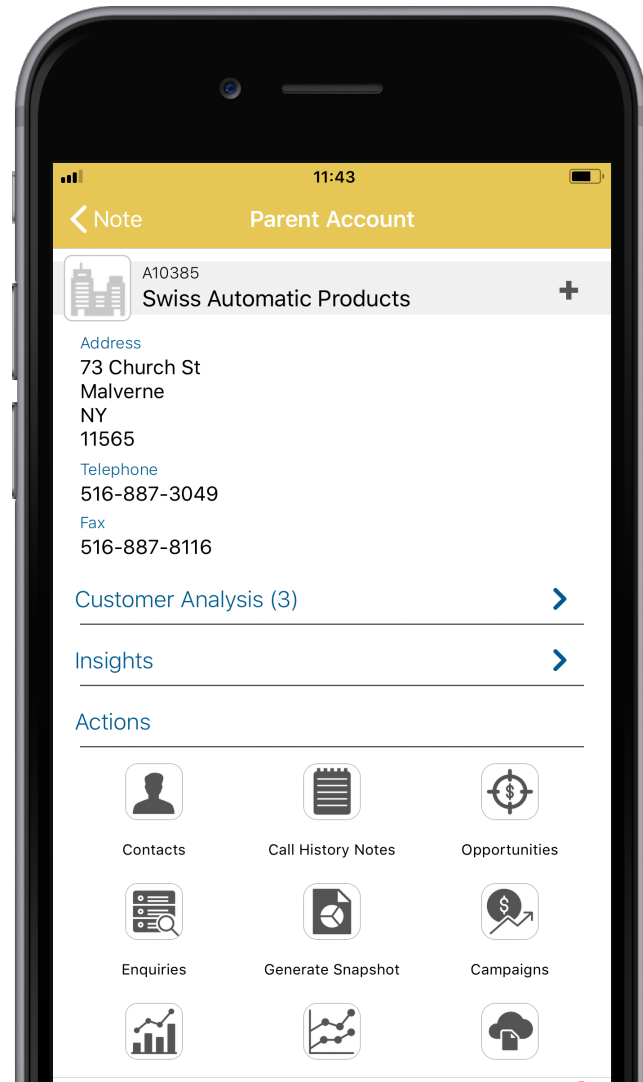 11:43
Note
Parent Account
A10385
Swiss Automatic Products
Address
73 Church St
Malverne
NY
11565
Telephone
516-887-3049
Fax
516-887-8116
Customer Analysis (3)
Insights
Actions
Contacts
Call History Notes
Opportunities
Enquiries
Generate Snapshot
Campaigns